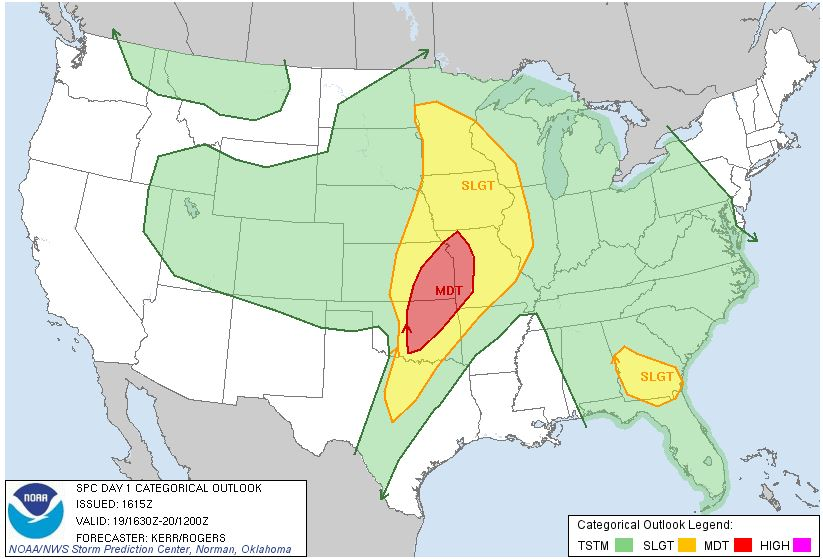 SLGT
MDT
SLGT
NOAA
SPC DAY 1 CATEGORICAL OUTLOOK
ISSUED: 1615Z
VALID: 19/1630Z-20/1200Z
FORECASTER: KERR/ROGERS
NOAA/NWS Storm Prediction Center, Norman, Oklahoma
Categorical Outlook Legend:
TSTM SLGT MDT HIGH